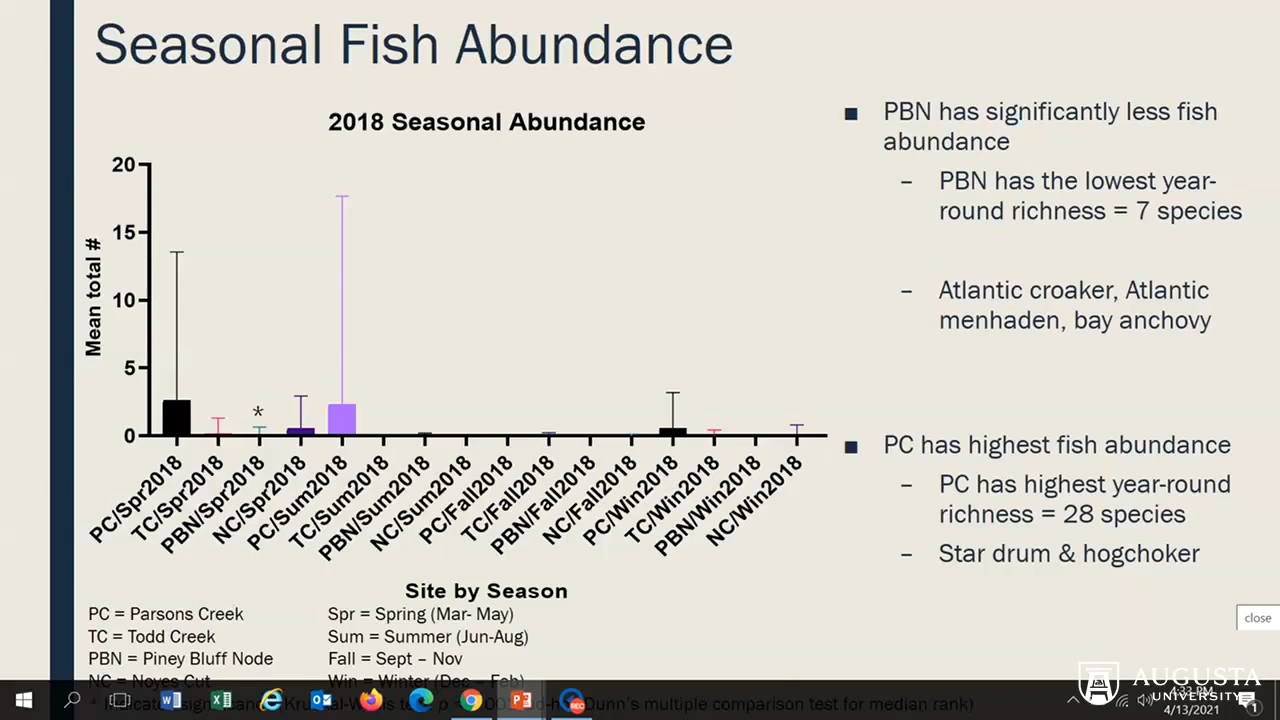 Seasonal Fish Abundance
2018 Seasonal Abundance
Mean total #
20
15
10
5
0
*
PC/Spr2018
TC/Spr2018
PBN/Spr2018
NC/Spr2018
PC/Sum2018
TC/Sum2018
PBN/Sum2018
NC/Sum2018
PC/Fall2018
TC/Fall2018
PBN/Fall2018
NC/Fall2018
PC/Win2018
TC/Win2018
PBN/Win2018
NC/Win2018
Site by Season
PC = Parsons Creek
TC = Todd Creek
PBN = Piney Bluff Node
NC = Noyes Cut
Spr = Spring (Mar- May)
Sum = Summer (Jun-Aug)
Fall = Sept – Nov
Win = Winter (Dec – Feb)
Dunn's multiple comparison test for median rank)
■ PBN has significantly less fish
abundance
– PBN has the lowest year-
round richness = 7 species
– Atlantic croaker, Atlantic
menhaden, bay anchovy
■ PC has highest fish abundance
– PC has highest year-round
richness = 28 species
– Star drum & hogchoker
close
AUGUSTA
UNIVERSITY
4:33 PM
4/13/2021
REC
1